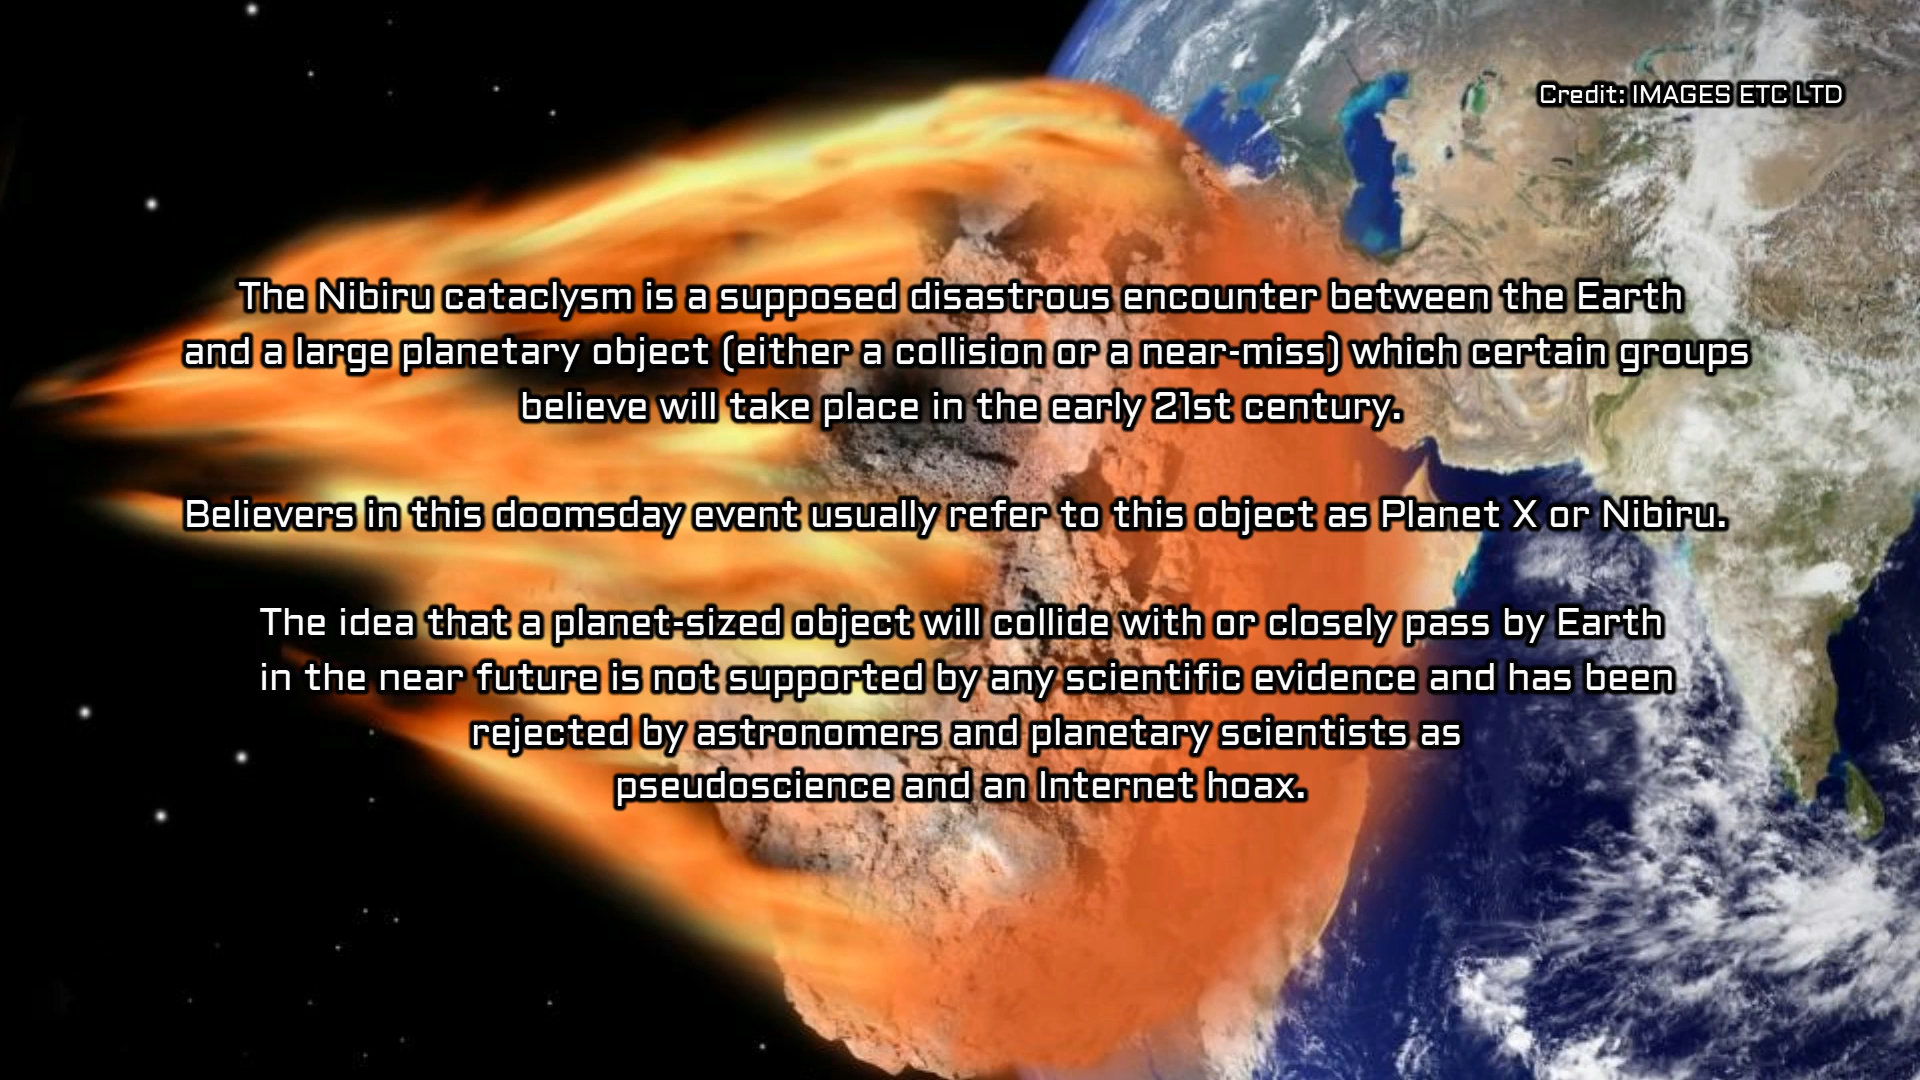 Credit: IMAGES ETC LTD
The Nibiru cataclysm is a supposed disastrous encounter between the Earth
and a large planetary object (either a collision or a near-miss) which certain groups
believe will take place in the early 21st century.
Believers in this doomsday event usually refer to this object as Planet X or Nibiru.
The idea that a planet-sized object will collide with or closely pass by Earth
in the near future is not supported by any scientific evidence and has been
rejected by astronomers and planetary scientists as
pseudoscience and an Internet hoax.